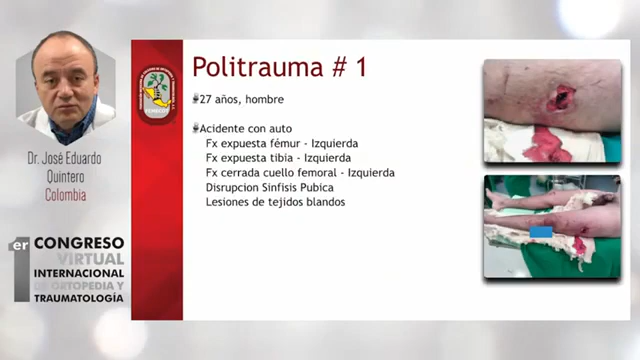 Politrauma # 1
27 años, hombre
Acidente con auto
Fx expuesta fémur - Izquierda
Fx expuesta tibia - Izquierda
Fx cerrada cuello femoral - Izquierda
Disrupcion Sinfisis Pubica
Lesiones de tejidos blandos
Dr. José Eduardo
Quintero
Colombia
1er CONGRESO
VIRTUAL
INTERNACIONAL
DE ORTOPEDIA Y
TRAUMATOLOGÍA